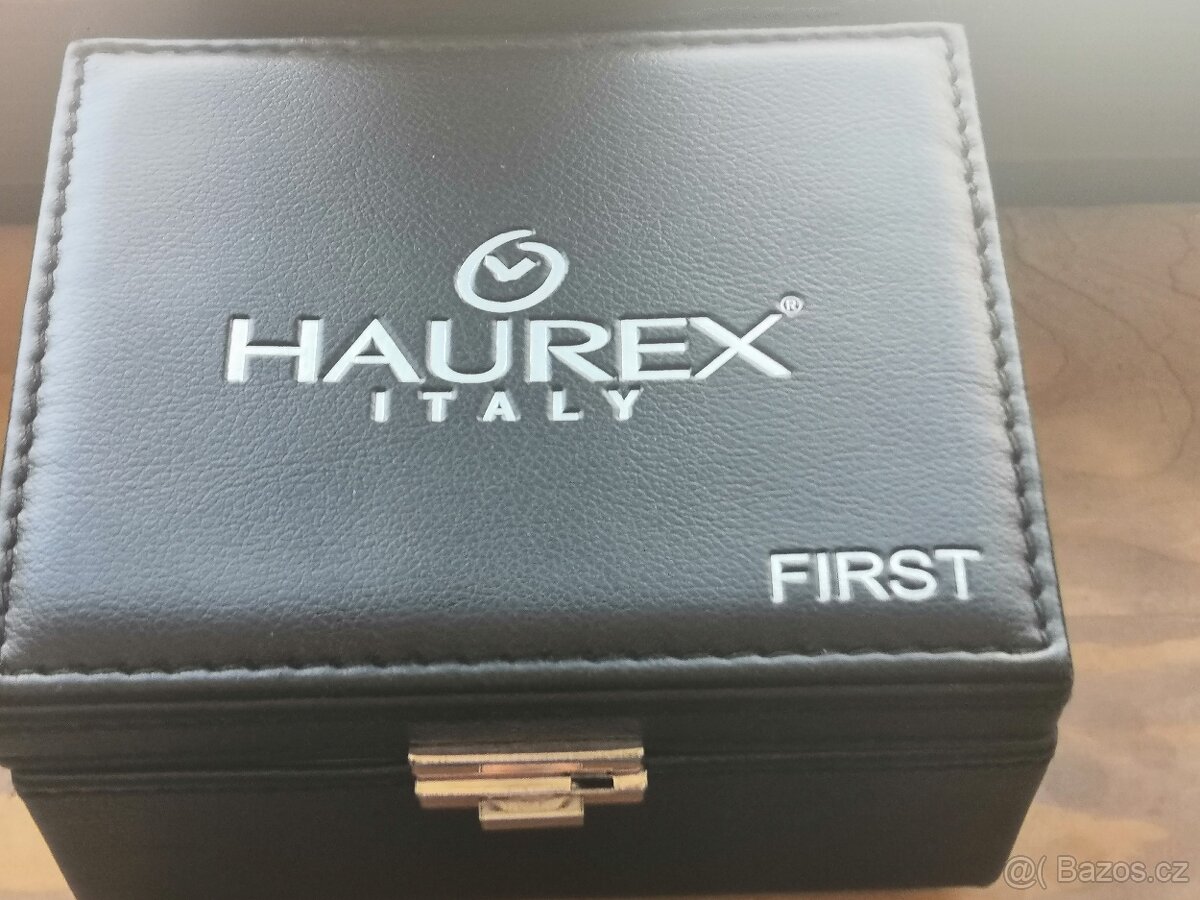 HAUREX®
ITALY
FIRST
@( Bazos.cz